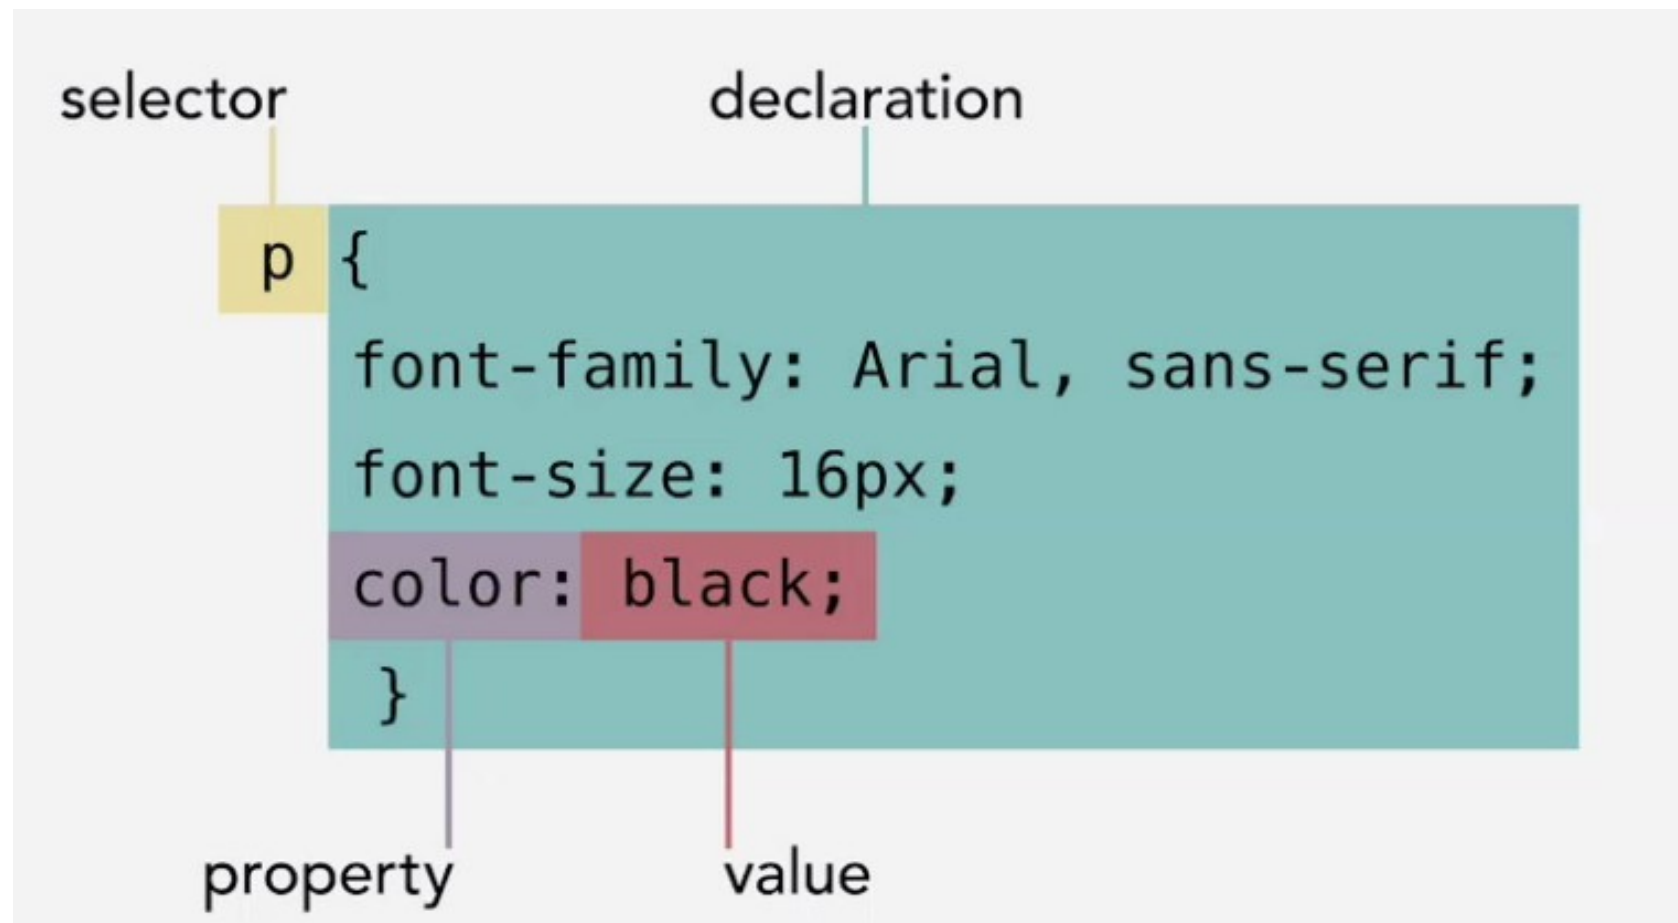 selector declaration
p {
font-family: Arial, sans-serif;
font-size: 16px;
color: black;
}
property value